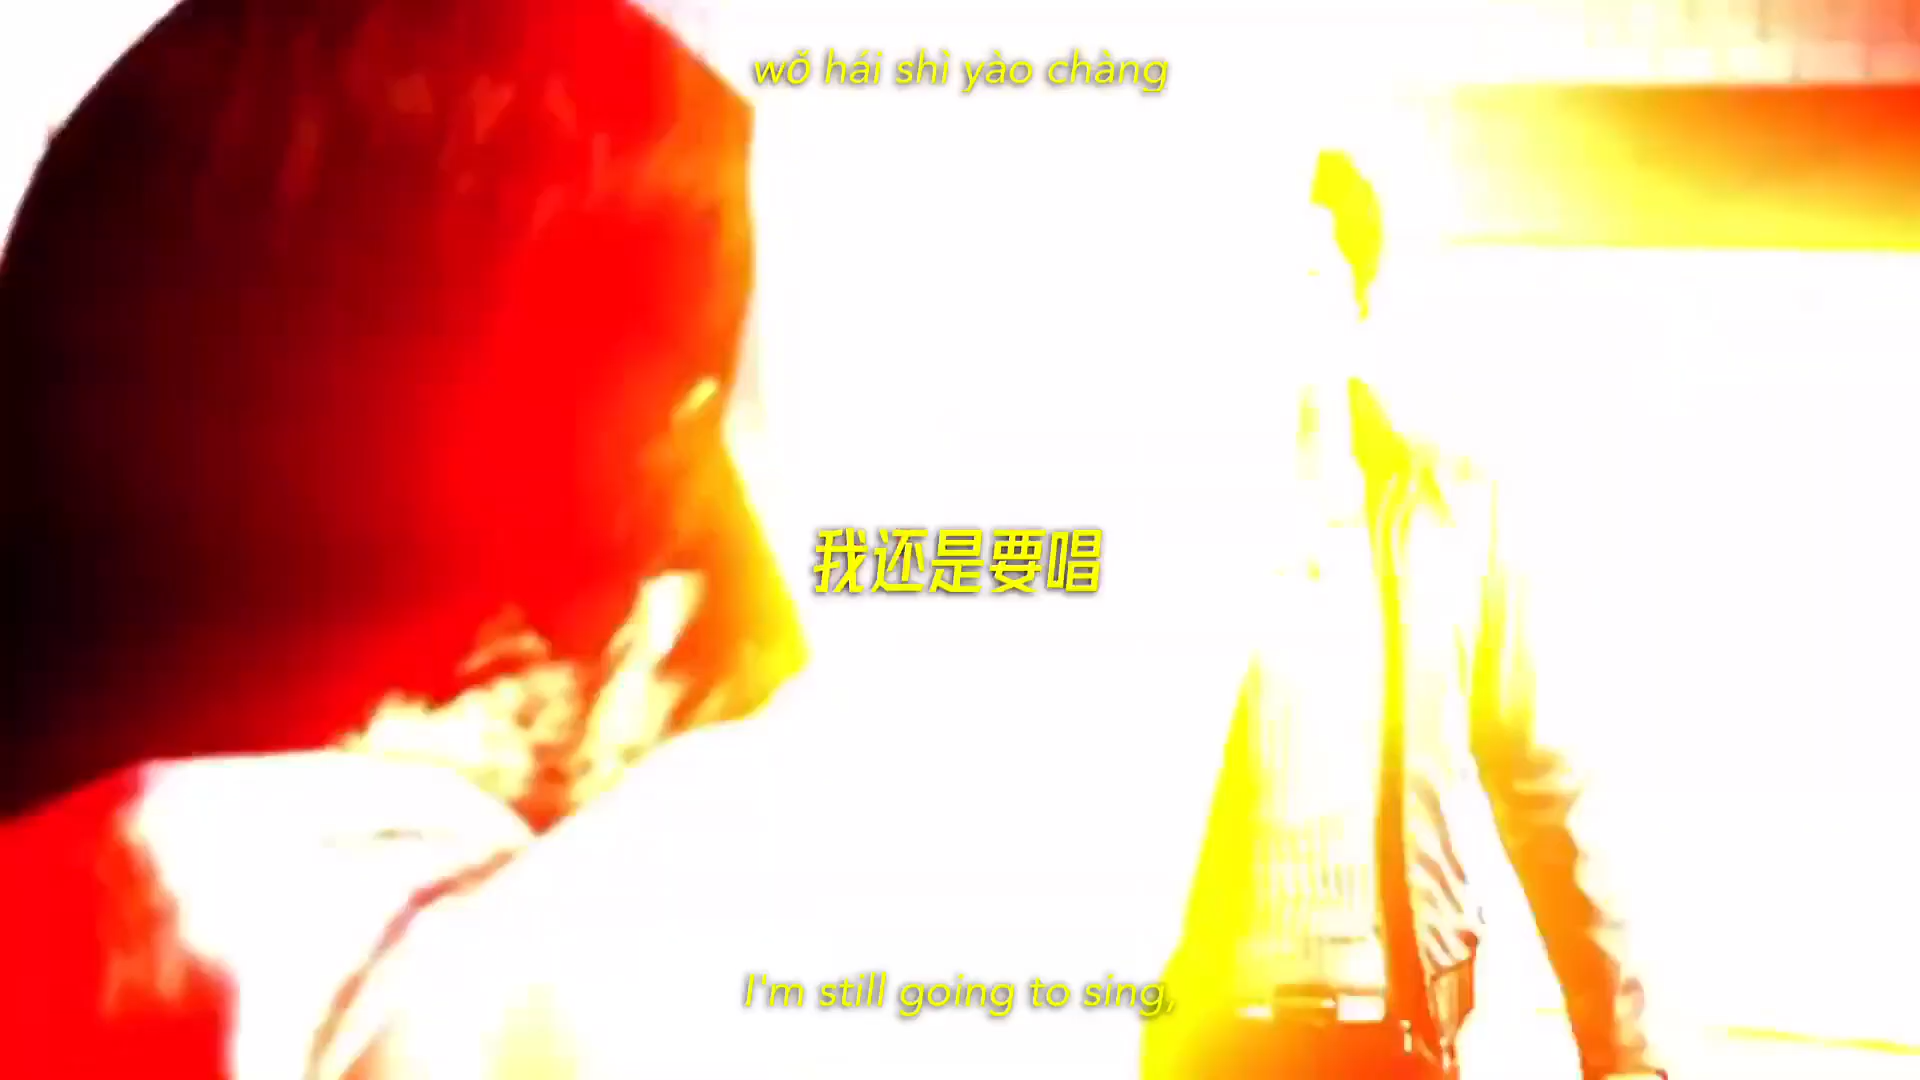 wǒ hái shì yào chàng
我还是要唱
I'm still going to sing,